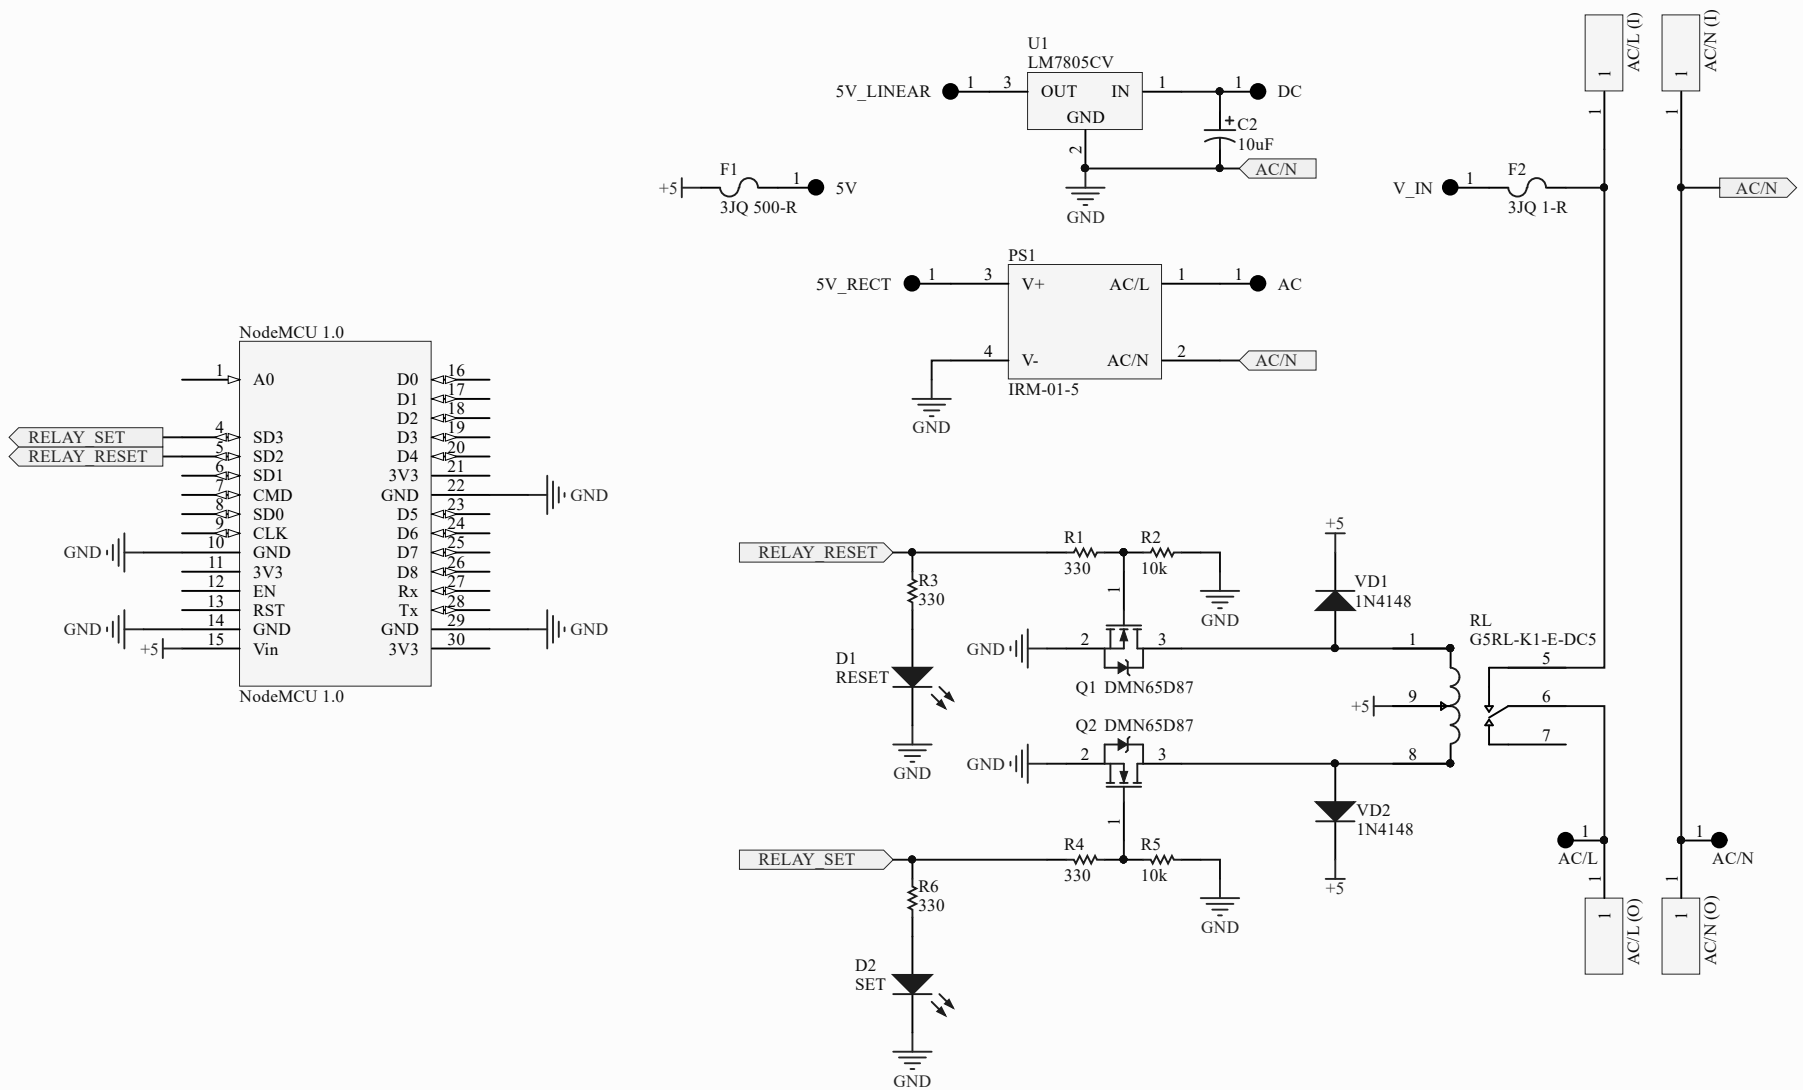 U1
LM7805CV
5V_LINEAR 1 3 OUT IN 1 1 DC
GND
2
+ C2
10uF
AC/N
GND
F1
+5 1 5V
3JQ 500-R
AC/L (I)
1
1
AC/N (I)
1
1
V_IN 1 F2
3JQ 1-R
AC/N
PS1
5V_RECT 1 3 V+ AC/L 1 1 AC
4 V- AC/N 2 AC/N
IRM-01-5
GND
NodeMCU 1.0
1 A0 D0 16
D1 17
D2 18
RELAY_SET 4 SD3 D3 19
RELAY_RESET 5 SD2 D4 20
6 SD1 3V3 21
7 CMD GND 22 GND
8 SD0 D5 23
9 CLK D6 24
GND 10 GND D7 25
11 3V3 D8 26
12 EN Rx 27
13 RST Tx 28
GND 14 GND GND 29 GND
+5 15 Vin 3V3 30
NodeMCU 1.0
RELAY_RESET
R1
330
R2
10k
GND
R3
330
D1
RESET
GND
1
GND 2 3
Q1 DMN65D87
+5
VD1
1N4148
1
RL
G5RL-K1-E-DC5
5
+5 9 6
7
8
Q2 DMN65D87
GND 2 3
1
VD2
1N4148
+5
RELAY_SET
R4
330
R5
10k
GND
R6
330
D2
SET
GND
1
AC/L
1
AC/N
1
1
AC/L (O)
1
1
AC/N (O)